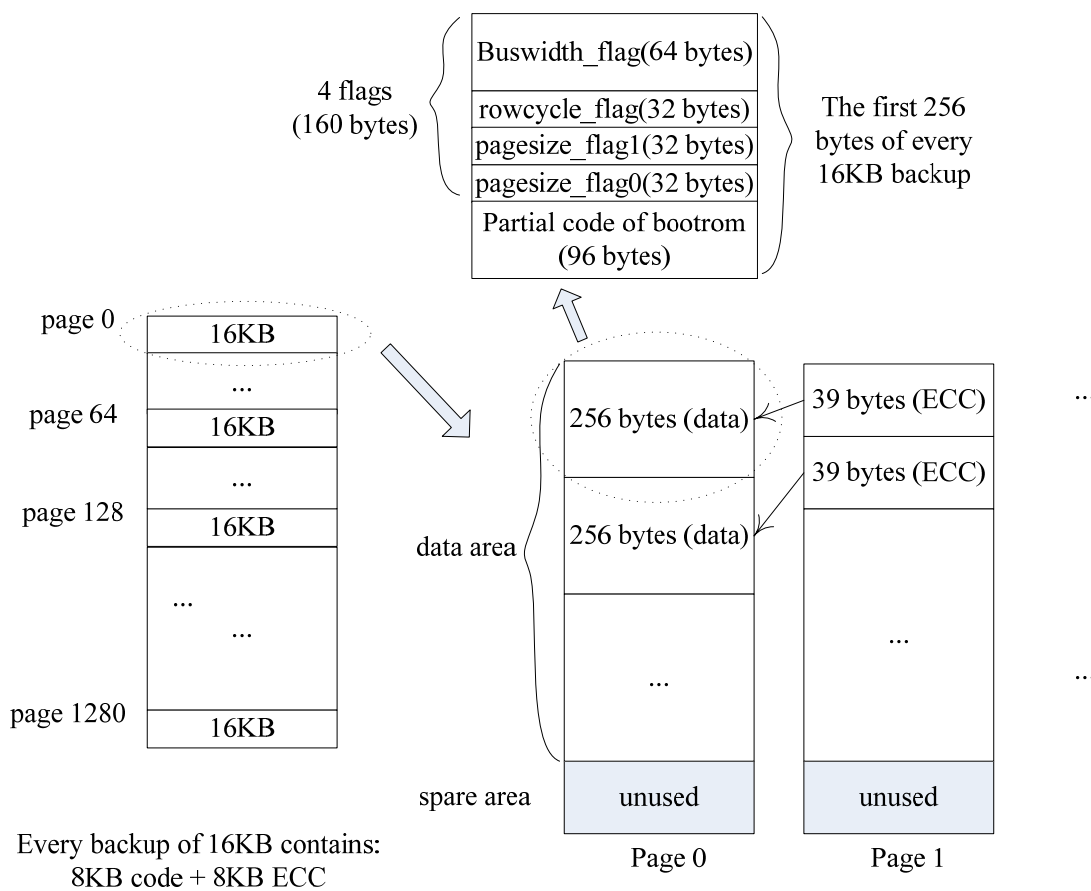 Buswidth_flag(64 bytes)
rowcycle_flag(32 bytes)
pagesize_flag1(32 bytes)
pagesize_flag0(32 bytes)
Partial code of bootrom
(96 bytes)
4 flags
(160 bytes)
The first 256
bytes of every
16KB backup
page 0
16KB
...
page 64
16KB
...
page 128
16KB
...
...
page 1280
16KB
Every backup of 16KB contains:
8KB code + 8KB ECC
data area
256 bytes (data)
256 bytes (data)
...
spare area
unused
Page 0
39 bytes (ECC)
39 bytes (ECC)
...
unused
Page 1
...
...